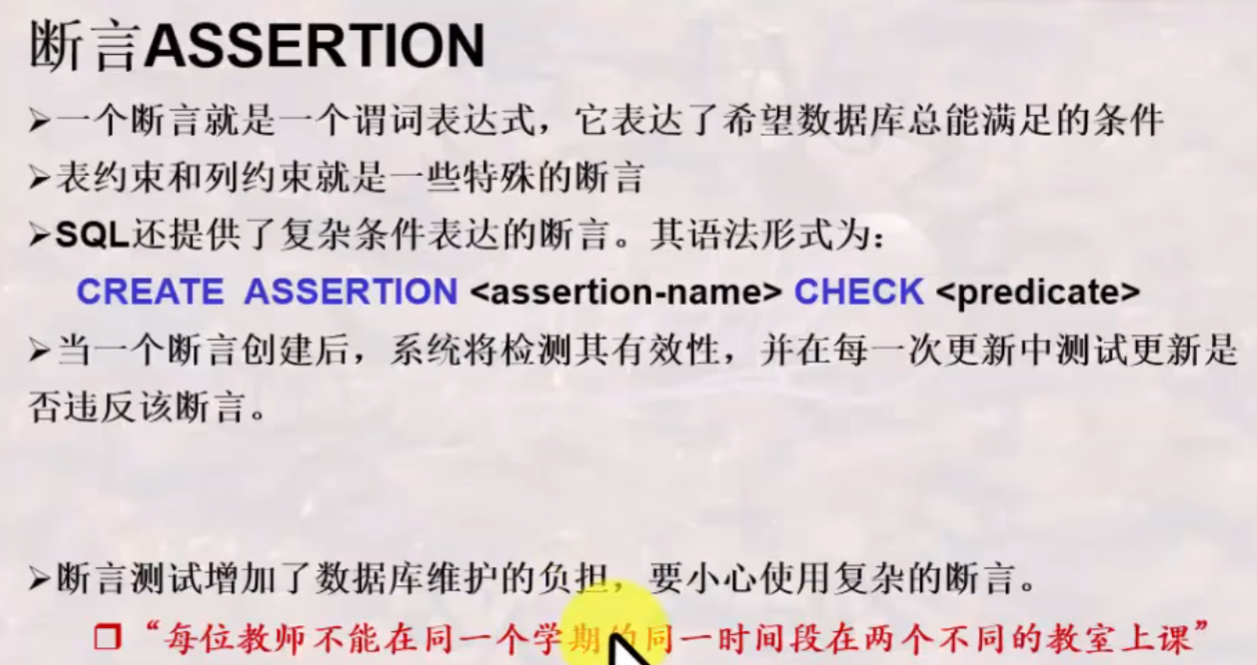 断言ASSERTION
➢一个断言就是一个谓词表达式，它表达了希望数据库总能满足的条件
➢表约束和列约束就是一些特殊的断言
➢SQL还提供了复杂条件表达的断言。其语法形式为：
CREATE ASSERTION <assertion-name> CHECK <predicate>
➢当一个断言创建后，系统将检测其有效性，并在每一次更新中测试更新是
否违反该断言。
➢断言测试增加了数据库维护的负担，要小心使用复杂的断言。
❒“每位教师不能在同一个学期的同一时间段在两个不同的教室上课”